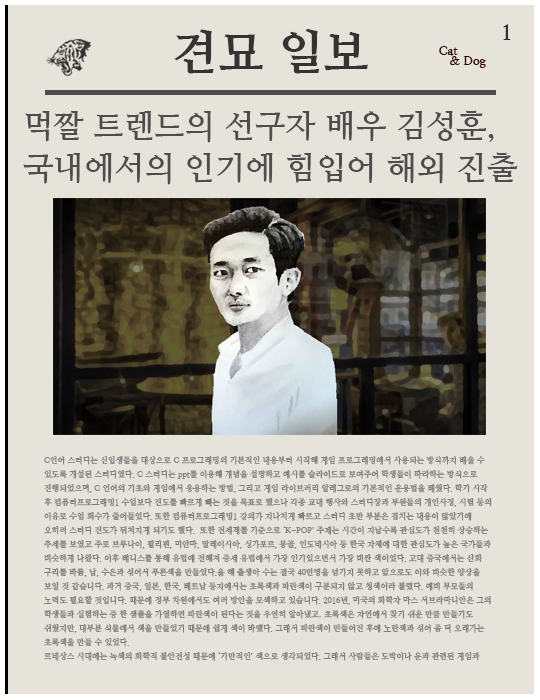 견묘 일보
1
Cat
& Dog
먹짤 트렌드의 선구자 배우 김성훈,
국내에서의 인기에 힘입어 해외 진출
C언어 스터디는 신입생들을 대상으로 C 프로그래밍의 기본적인 내용부터 시작해 게임 프로그래밍에서 사용되는 방식까지 배울 수
있도록 개설된 스터디였다. C 스터디는 ppt를 이용해 개념을 설명하고 예시를 슬라이드로 보여주어 학생들이 따라하는 방식으로
진행되었으며, C 언어의 기초와 게임에서 응용하는 방법, 그리고 게임 라이브러리 알레그로의 기본적인 운용법을 배웠다. 학기 시작
후 컴퓨터프로그래밍1 수업보다 진도를 빠르게 빼는 것을 목표로 했으나 각종 교내 행사와 스터디장과 부원들의 개인사정, 시험 등의
이유로 수업 회수가 줄어들었다. 또한 컴퓨터프로그래밍1 강의가 지나치게 빠르고 스터디 초반 부분은 겹치는 내용이 많았기에
오히려 스터디 진도가 뒤처지게 되기도 했다. 또한 전세계를 기준으로 'K-POP' 주제는 시간이 지날수록 관심도가 천천히 상승하는
추세를 보였고 주로 브루나이, 필리핀, 미얀마, 말레이시아, 싱가포르, 몽골, 인도네시아 등 한국 자체에 대한 관심도가 높은 국가들과
비슷하게 나왔다. 이후 페니스를 통해 유럽에 전해져 중세 유럽에서 가장 인기있으면서 가장 비싼 색이었다. 고대 중국에서는 산화
구리를 바륨, 납, 수은과 섞어서 푸른색을 만들었다.올 해 출생아 수는 결국 40만명을 넘기지 못하고 앞으로도 이와 비슷한 양상을
보일 것 같습니다. 과거 중국, 일본, 한국, 베트남 등지에서는 초록색과 파란색이 구분되지 않고 청색이라 불렸다. 예비 부모들의
노력도 필요할 것입니다. 때문에 정부 차원에서도 여러 방안을 모색하고 있습니다. 2016년, 미국의 화학자 마스 서브라마니안은 그의
학생들과 실험하는 중 한 샘플을 가열하면 파란색이 된다는 것을 우연히 알아냈고. 초록색은 자연에서 찾기 쉬운 만큼 만들기도
쉬웠지만, 대부분 식물에서 색을 만들었기 때문에 쉽게 색이 바랬다. 그래서 파란색이 만들어진 후에 노란색과 섞어 좀 더 오래가는
초록색을 만들 수 있었다.
르네상스 시대에는 녹색의 화학적 불안전성 때문에 '기만적인' 색으로 생각되었다. 그래서 사람들은 도박이나 운과 관련된 게임과